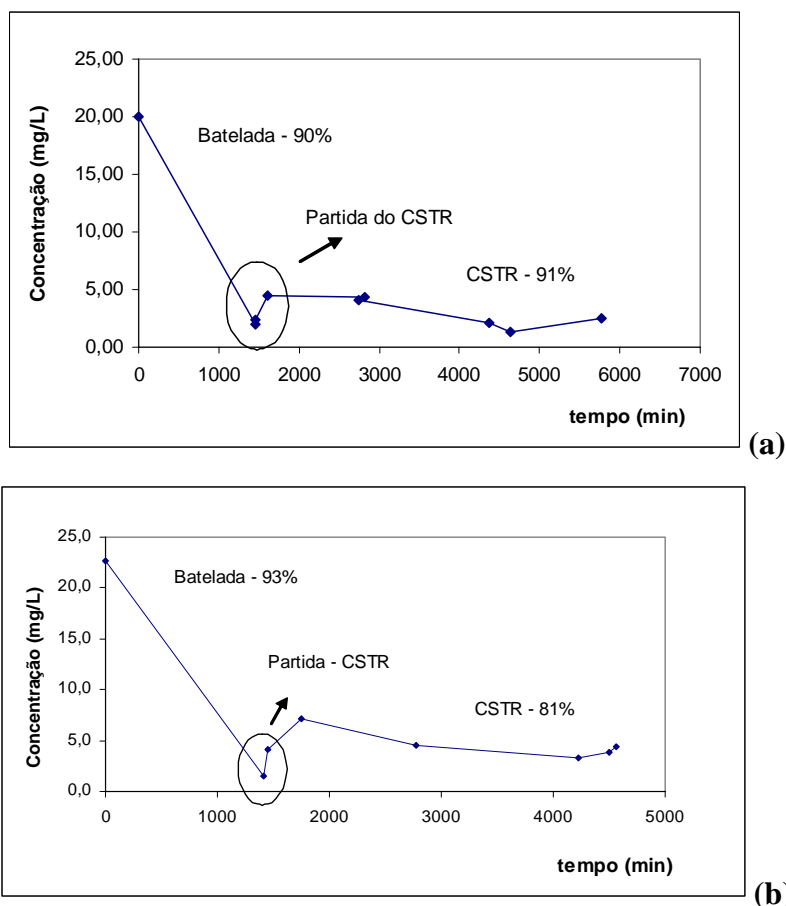 25,00
20,00
15,00
10,00
5,00
0,00
Concentração (mg/L)
Batelada - 90%
Partida do CSTR
CSTR - 91%
0 1000 2000 3000 4000 5000 6000 7000
tempo (min)
(a)
25,0
20,0
15,0
10,0
5,0
0,0
Concentração (mg/L)
Batelada - 93%
Partida - CSTR
CSTR - 81%
0 1000 2000 3000 4000 5000
tempo (min)
(b)